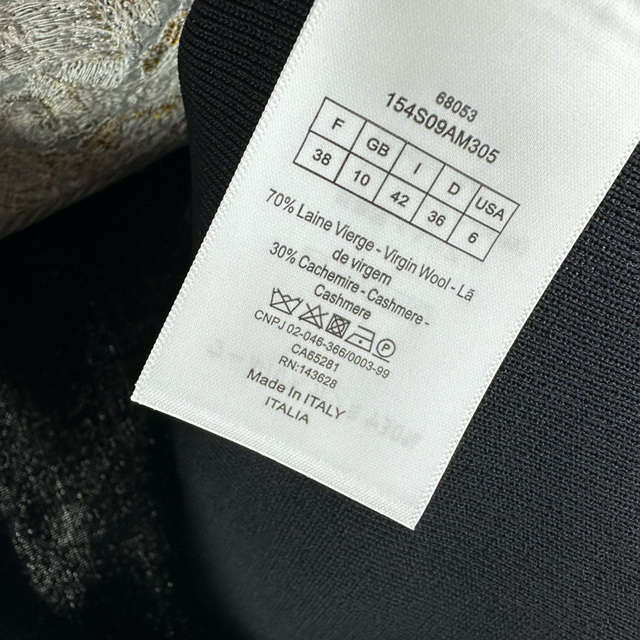 68053
154S09AM305
F GB I D USA
38 10 42 36 6
70% Laine Vierge - Virgin Wool - Lã
de virgem
30% Cachemire - Cashmere -
Cashmere
CNPJ 02-046-366/0003-99
CA65281
RN:143628
Made in ITALY
ITALIA